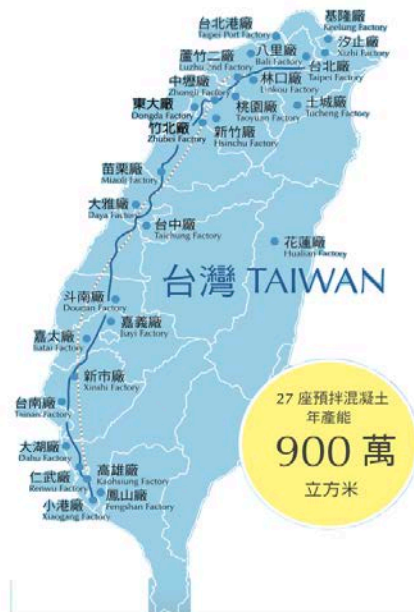 台北港廠
Taipei Port Factory
基隆廠
Keelung Factory
蘆竹二廠
Luzhu 2nd Factory
八里廠
Bali Factory
汐止廠
Xizhi Factory
中壢廠
Zhongli Factory
台北廠
Taipei Factory
林口廠
Linkou Factory
東大廠
Dongda Factory
桃園廠
Taoyuan Factory
土城廠
Tucheng Factory
竹北廠
Zhubei Factory
新竹廠
Hsinchu Factory
苗栗廠
Miaoli Factory
大雅廠
Daya Factory
台中廠
Taichung Factory
花蓮廠
Hualian Factory
台灣 TAIWAN
斗南廠
Dounan Factory
嘉義廠
Jiayi Factory
嘉太廠
Jiatai Factory
新市廠
Xinshi Factory
27 座預拌混凝土
年產能
900 萬
立方米
台南廠
Tainan Factory
大湖廠
Dahu Factory
仁武廠
Renwu Factory
高雄廠
Kaohsiung Factory
鳳山廠
Fengshan Factory
小港廠
Xiaogang Factory